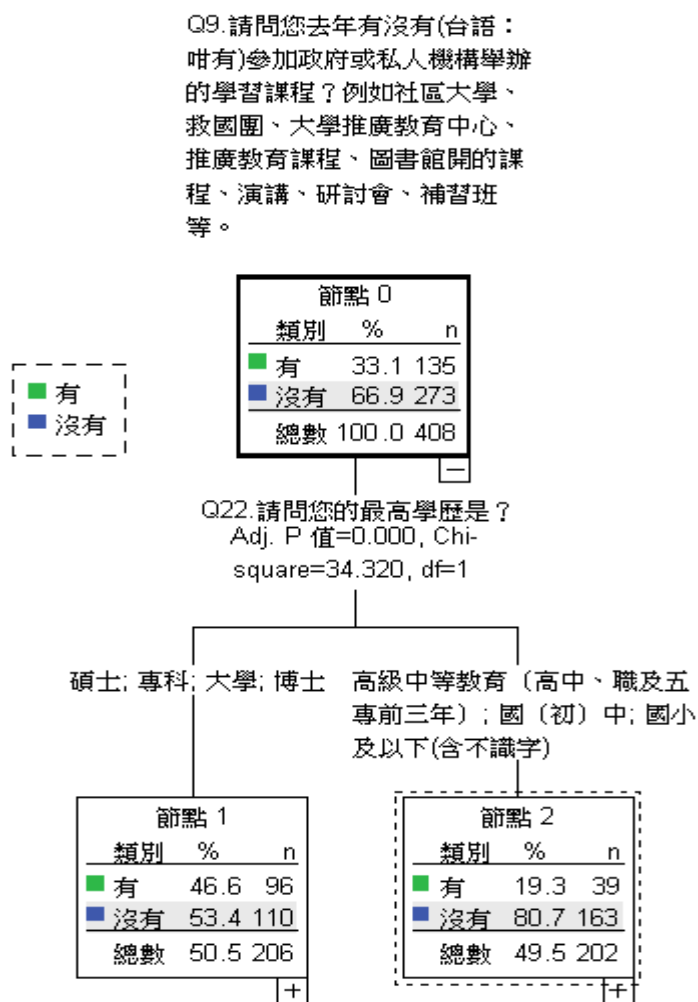 Q9.請問您去年有沒有(台語：
咁有)參加政府或私人機構舉辦
的學習課程？例如社區大學、
救國團、大學推廣教育中心、
推廣教育課程、圖書館開的課
程、演講、研討會、補習班
等。
節點 0
類別 % n
有 33.1 135
沒有 66.9 273
總數 100.0 408
有
沒有
Q22.請問您的最高學歷是？
Adj. P 值=0.000, Chi-
square=34.320, df=1
碩士; 專科; 大學; 博士
高級中等教育（高中、職及五
專前三年）; 國（初）中; 國小
及以下(含不識字)
節點 1
類別 % n
有 46.6 96
沒有 53.4 110
總數 50.5 206
節點 2
類別 % n
有 19.3 39
沒有 80.7 163
總數 49.5 202